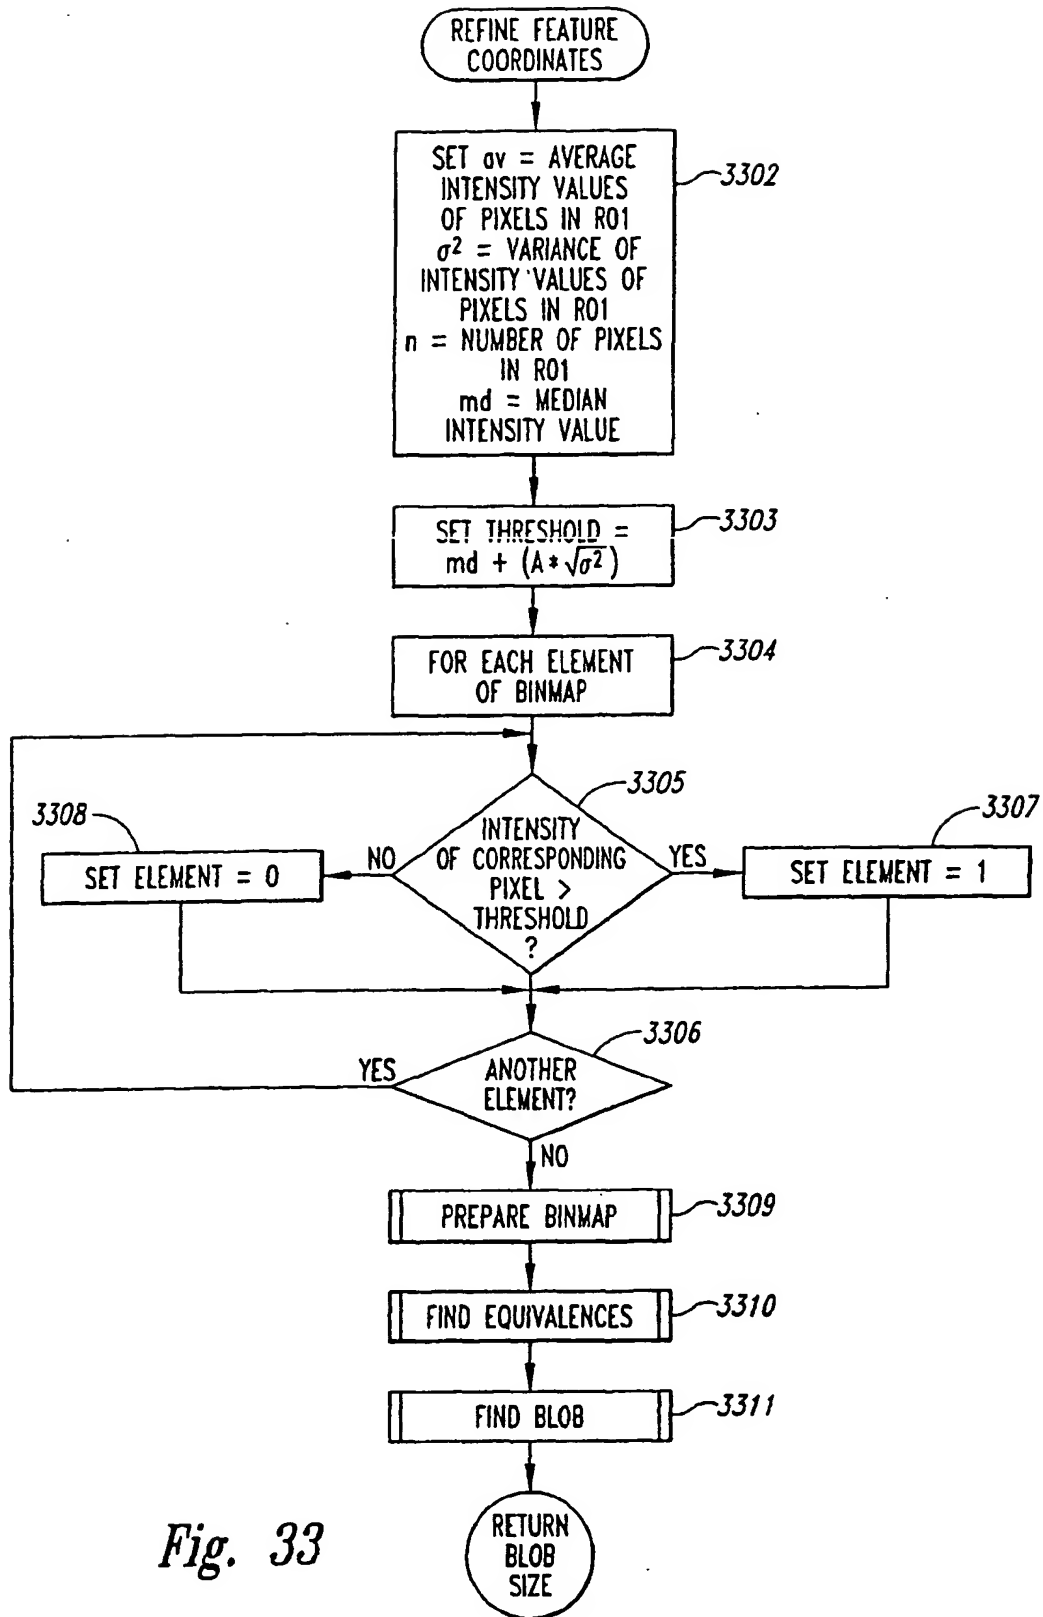 REFINE FEATURE
COORDINATES
SET av = AVERAGE
INTENSITY VALUES
OF PIXELS IN R01
σ² = VARIANCE OF
INTENSITY VALUES OF
PIXELS IN R01
n = NUMBER OF PIXELS
IN R01
md = MEDIAN
INTENSITY VALUE
3302
SET THRESHOLD =
md + (A*√σ²)
3303
FOR EACH ELEMENT
OF BINMAP
3304
3305
INTENSITY
OF CORRESPONDING
PIXEL >
THRESHOLD
?
NO
YES
3308
SET ELEMENT = 0
3307
SET ELEMENT = 1
3306
ANOTHER
ELEMENT?
YES
NO
PREPARE BINMAP
3309
FIND EQUIVALENCES
3310
FIND BLOB
3311
RETURN
BLOB
SIZE
Fig. 33